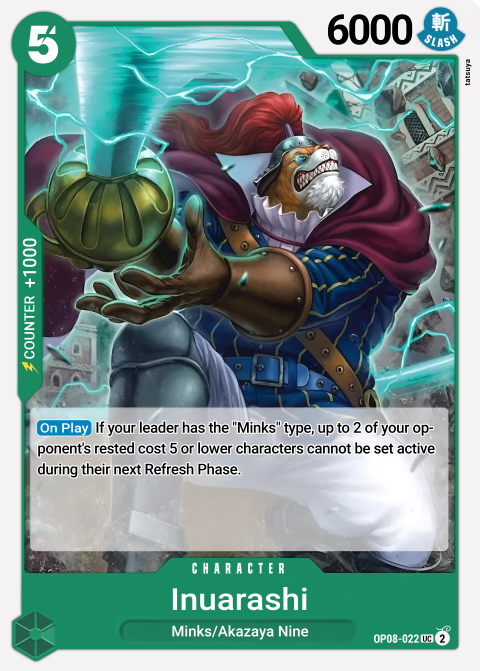 5
6000
斬
SLASH
tatsuya
COUNTER +1000
On Play If your leader has the "Minks" type, up to 2 of your op-
ponent's rested cost 5 or lower characters cannot be set active
during their next Refresh Phase.
CHARACTER
Inuarashi
Minks/Akazaya Nine
OP08-022 UC 2